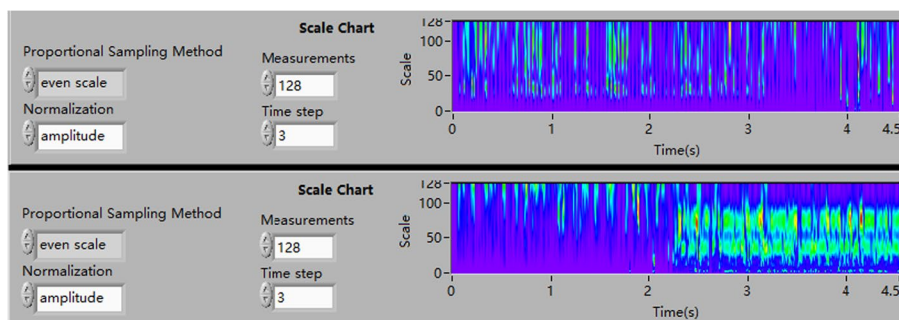 Scale Chart
Proportional Sampling Method
even scale
Normalization
amplitude
Measurements
128
Time step
3
Scale
128
100
50
0
0 1 2 3 4 4.5
Time(s)
Scale Chart
Proportional Sampling Method
even scale
Normalization
amplitude
Measurements
128
Time step
3
Scale
128
100
50
0
0 1 2 3 4 4.5
Time(s)